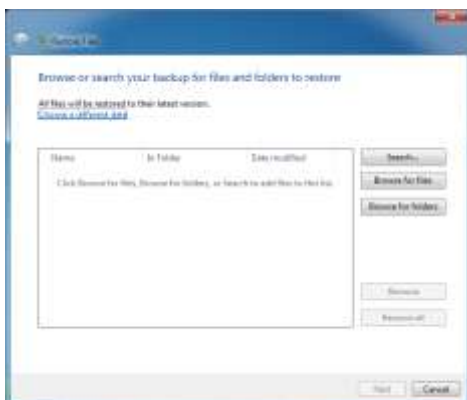 Restore Files
Browse or search your backup for files and folders to restore
All files will be restored to their latest version.
Choose a different date
Name In Folder Date modified
Click Browse for files, Browse for folders, or Search to add files to this list.
Search...
Browse for files
Browse for folders
Remove
Remove all
Next Cancel